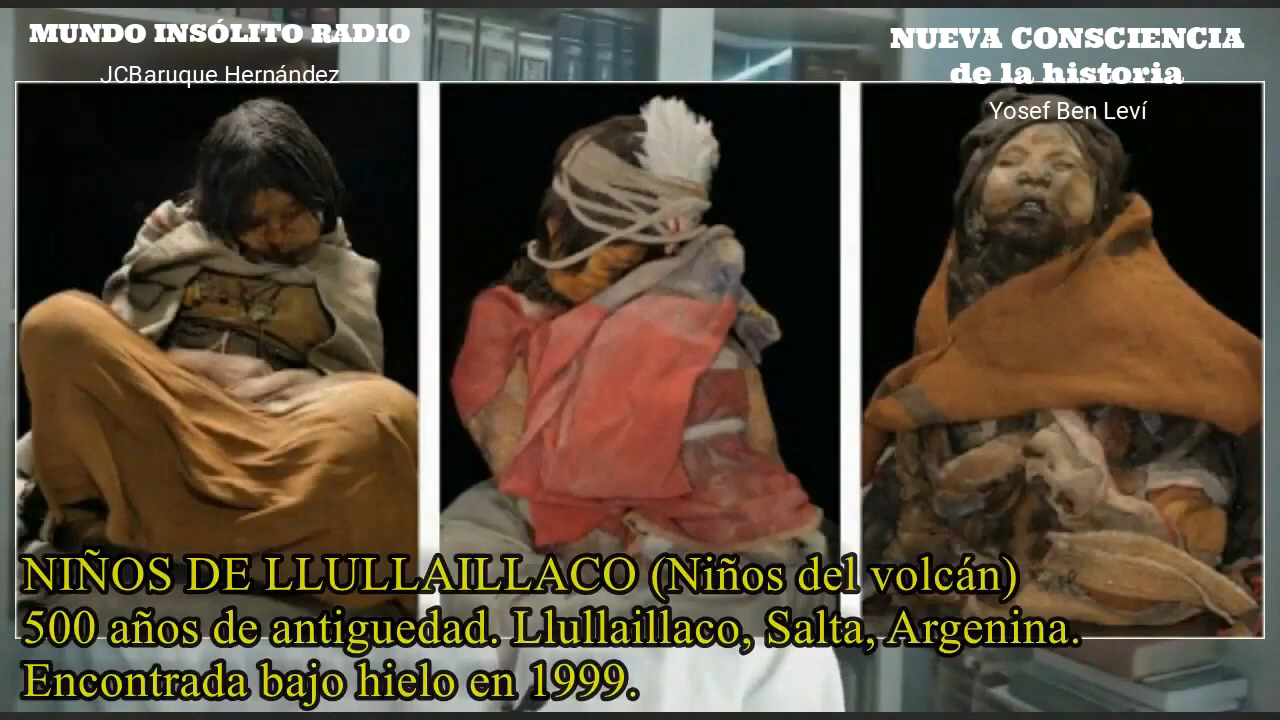 MUNDO INSÓLITO RADIO
JCBaruque Hernández
NUEVA CONSCIENCIA
de la historia
Yosef Ben Leví
NIÑOS DE LLULLAILLACO (Niños del volcán)
500 años de antiguedad. Llullaillaco, Salta, Argenina.
Encontrada bajo hielo en 1999.